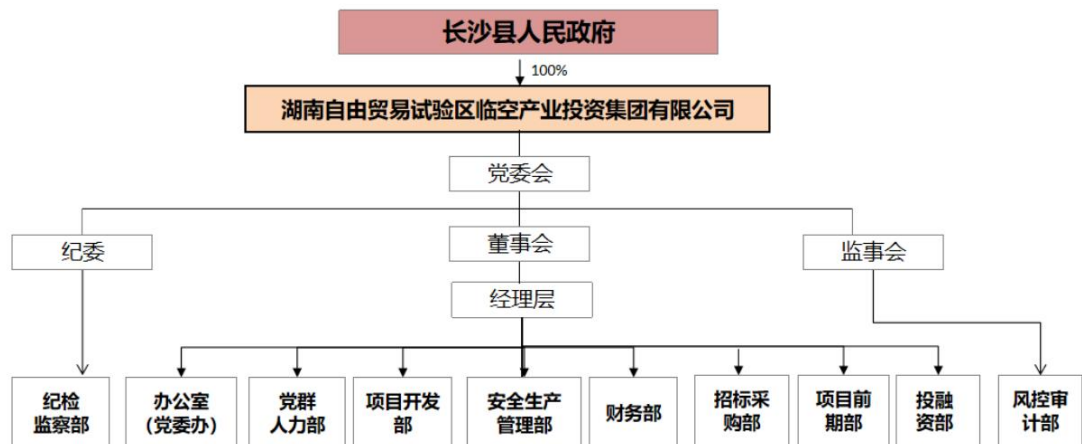 长沙县人民政府
100%
湖南自由贸易试验区临空产业投资集团有限公司
党委会
纪委
董事会
监事会
经理层
纪检
监察部
办公室
（党委办）
党群
人力部
项目开发
部
安全生产
管理部
财务部
招标采
购部
项目前
期部
投融
资部
风控审
计部